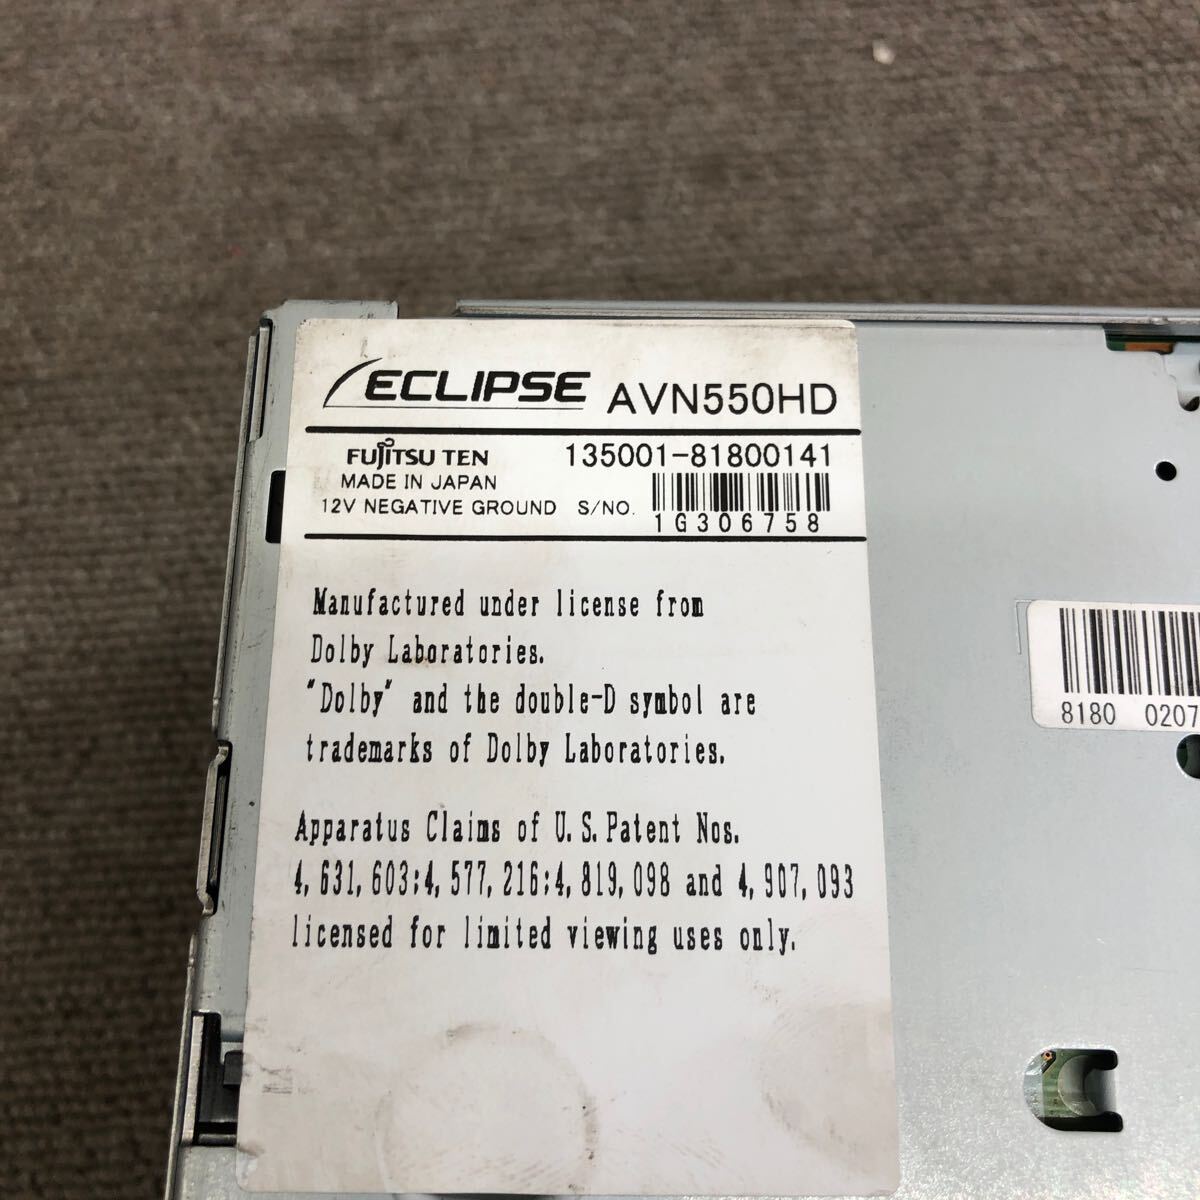 ECLIPSE AVN550HD
FUJITSU TEN 135001-81800141
MADE IN JAPAN
12V NEGATIVE GROUND S/NO.
1G306758
Manufactured under license from
Dolby Laboratories.
"Dolby" and the double-D symbol are
trademarks of Dolby Laboratories.
Apparatus Claims of U.S.Patent Nos.
4,631,603;4,577,216;4,819,098 and 4,907,093
licensed for limited viewing uses only.
8180 0207